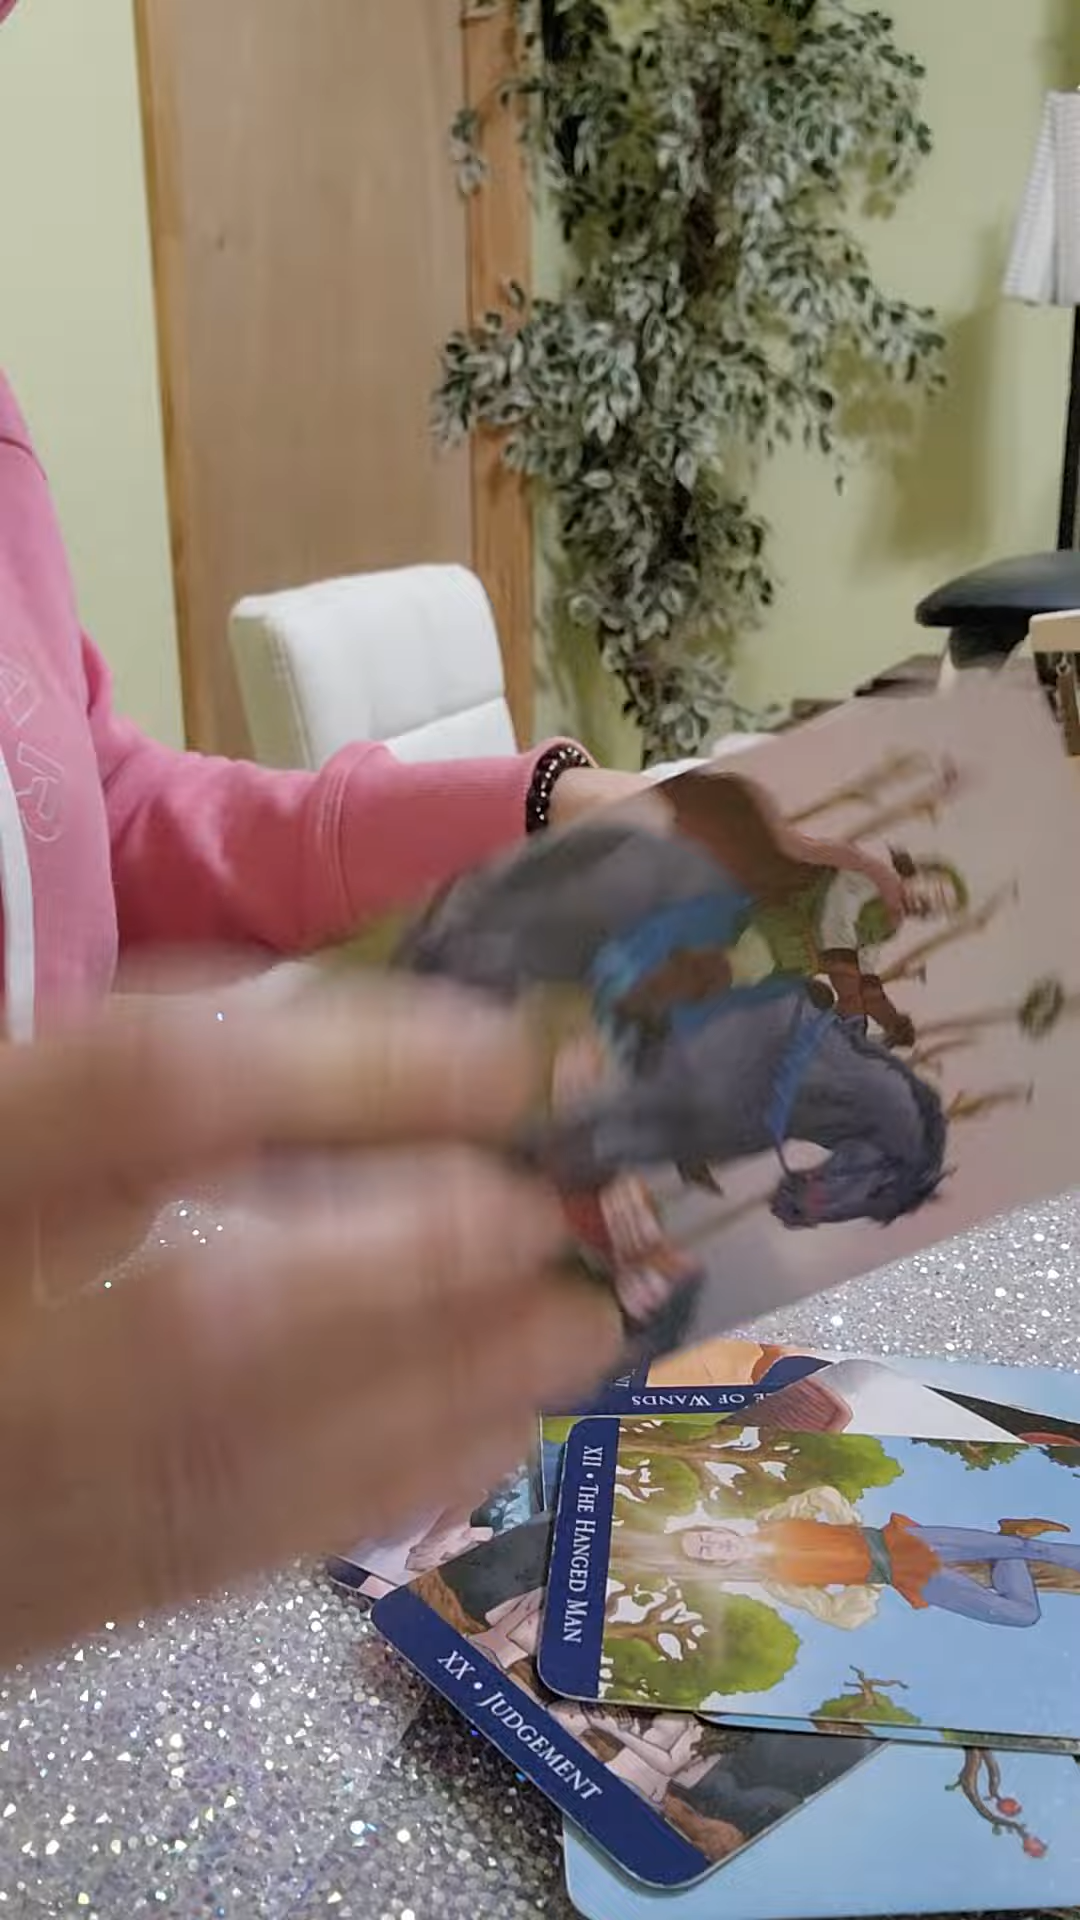 E OF WANDS
XII • THE HANGED MAN
XX • JUDGEMENT